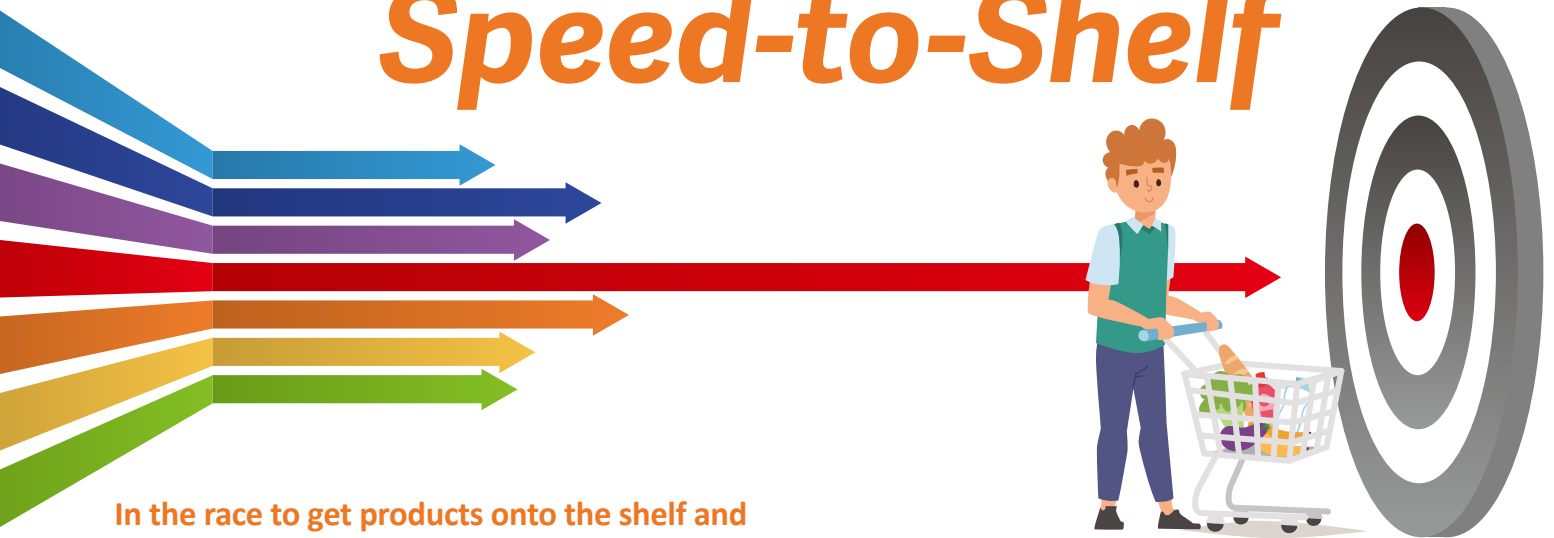 Speed-to-Shelf
In the race to get products onto the shelf and